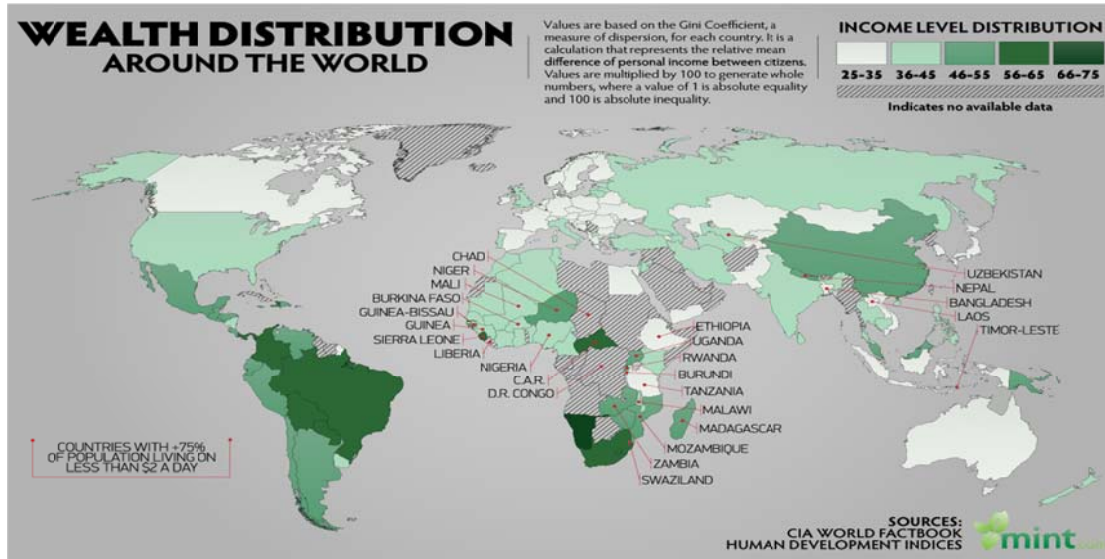 WEALTH DISTRIBUTION
AROUND THE WORLD
Values are based on the Gini Coefficient, a
measure of dispersion, for each country. It is a
calculation that represents the relative mean
difference of personal income between citizens.
Values are multiplied by 100 to generate whole
numbers, where a value of 1 is absolute equality
and 100 is absolute inequality.
INCOME LEVEL DISTRIBUTION
25-35 36-45 46-55 56-65 66-75
Indicates no available data
CHAD
NIGER
MALI
BURKINA FASO
GUINEA-BISSAU
GUINEA
SIERRA LEONE
LIBERIA
NIGERIA
C.A.R.
D.R. CONGO
UZBEKISTAN
NEPAL
BANGLADESH
LAOS
TIMOR-LESTE
ETHIOPIA
UGANDA
RWANDA
BURUNDI
TANZANIA
MALAWI
MADAGASCAR
MOZAMBIQUE
ZAMBIA
SWAZILAND
COUNTRIES WITH +75%
OF POPULATION LIVING ON
LESS THAN $2 A DAY
SOURCES:
CIA WORLD FACTBOOK
HUMAN DEVELOPMENT INDICES
mint